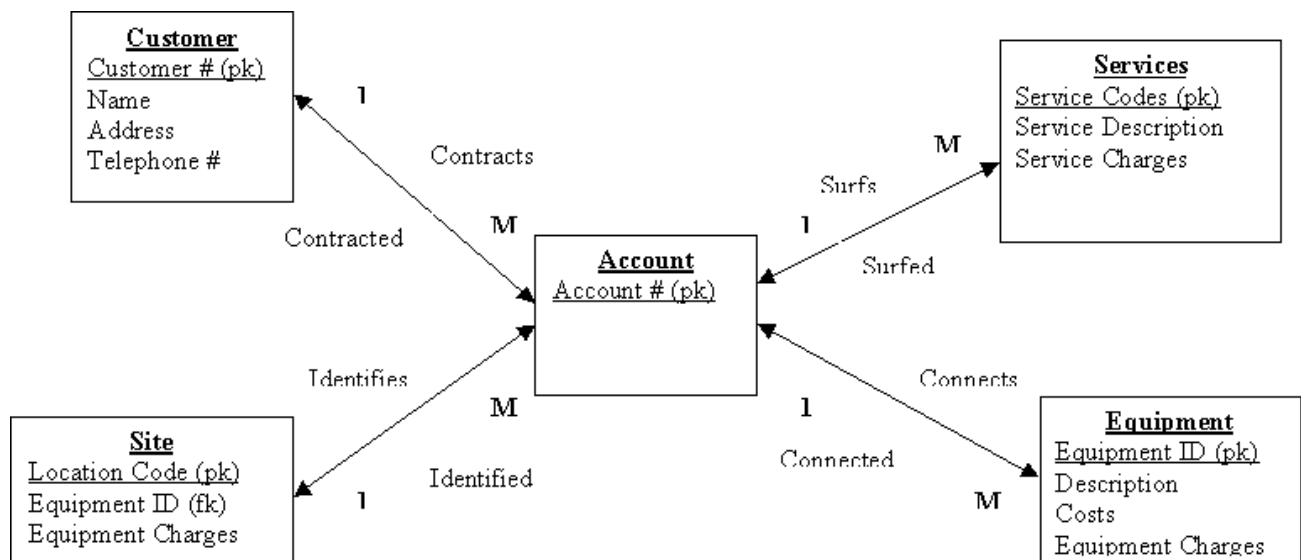 Customer
Customer # (pk)
Name
Address
Telephone #
Services
Service Codes (pk)
Service Description
Service Charges
1
Contracts
M
Contracted
M
Surfs
1
Surfed
Account
Account # (pk)
Identifies
M
1
Identified
Connects
1
Connected
M
Site
Location Code (pk)
Equipment ID (fk)
Equipment Charges
Equipment
Equipment ID (pk)
Description
Costs
Equipment Charges